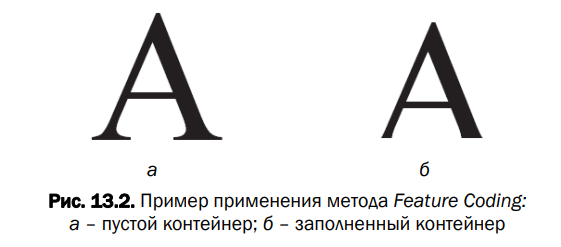 А А
а б
Рис. 13.2. Пример применения метода Feature Coding:
а – пустой контейнер; б – заполненный контейнер